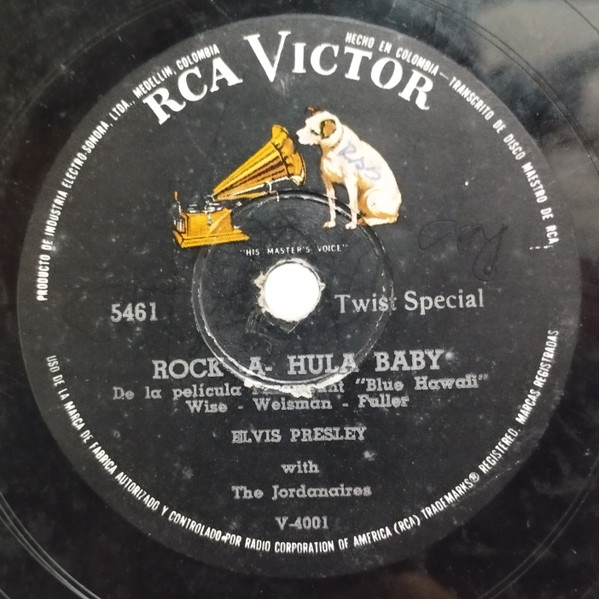 PRODUCTO DE INDUSTRIA ELECTRO-SONORA, LTDA., MEDELLIN, COLOMBIA
RCA VICTOR
HECHO EN COLOMBIA — TRANSCRITO DE DISCO MAESTRO DE RCA
"HIS MASTER'S VOICE"
5461
Twist Special
ROCK -A- HULA BABY
De la película "Blue Hawaii"
Wise - Weisman - Fuller
ELVIS PRESLEY
with
The Jordanaires
V-4001
USO DE LA MARCA DE FABRICA AUTORIZADO Y CONTROLADO POR RADIO CORPORATION OF AMERICA (RCA) TRADEMARKS® REGISTERED. MARCAS REGISTRADAS